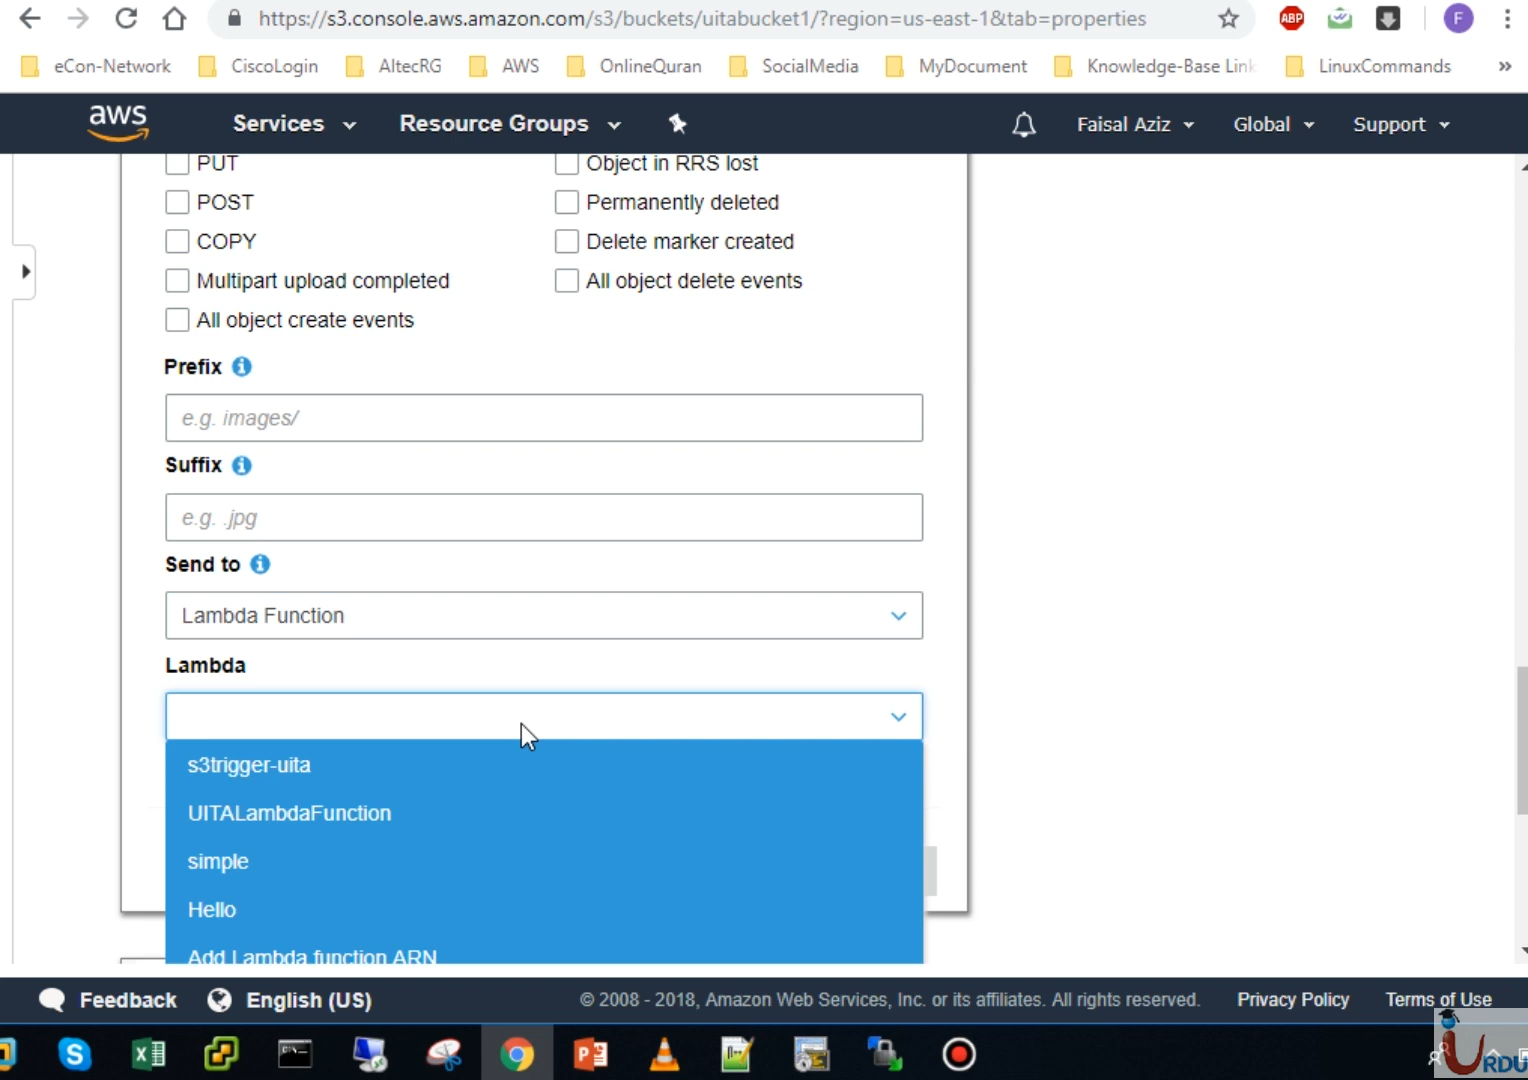 https://s3.console.aws.amazon.com/s3/buckets/uitabucket1/?region=us-east-1&tab=properties
ABP
F
eCon-Network CiscoLogin AltecRG AWS OnlineQuran SocialMedia MyDocument Knowledge-Base Link LinuxCommands »
aws Services Resource Groups Faisal Aziz Global Support
PUT Object in RRS lost
POST Permanently deleted
COPY Delete marker created
Multipart upload completed All object delete events
All object create events
Prefix
e.g. images/
Suffix
e.g. .jpg
Send to
Lambda Function
Lambda
s3trigger-uita
UITALambdaFunction
simple
Hello
Add Lambda function ARN
Feedback English (US) © 2008 - 2018, Amazon Web Services, Inc. or its affiliates. All rights reserved. Privacy Policy Terms of Use
URDU